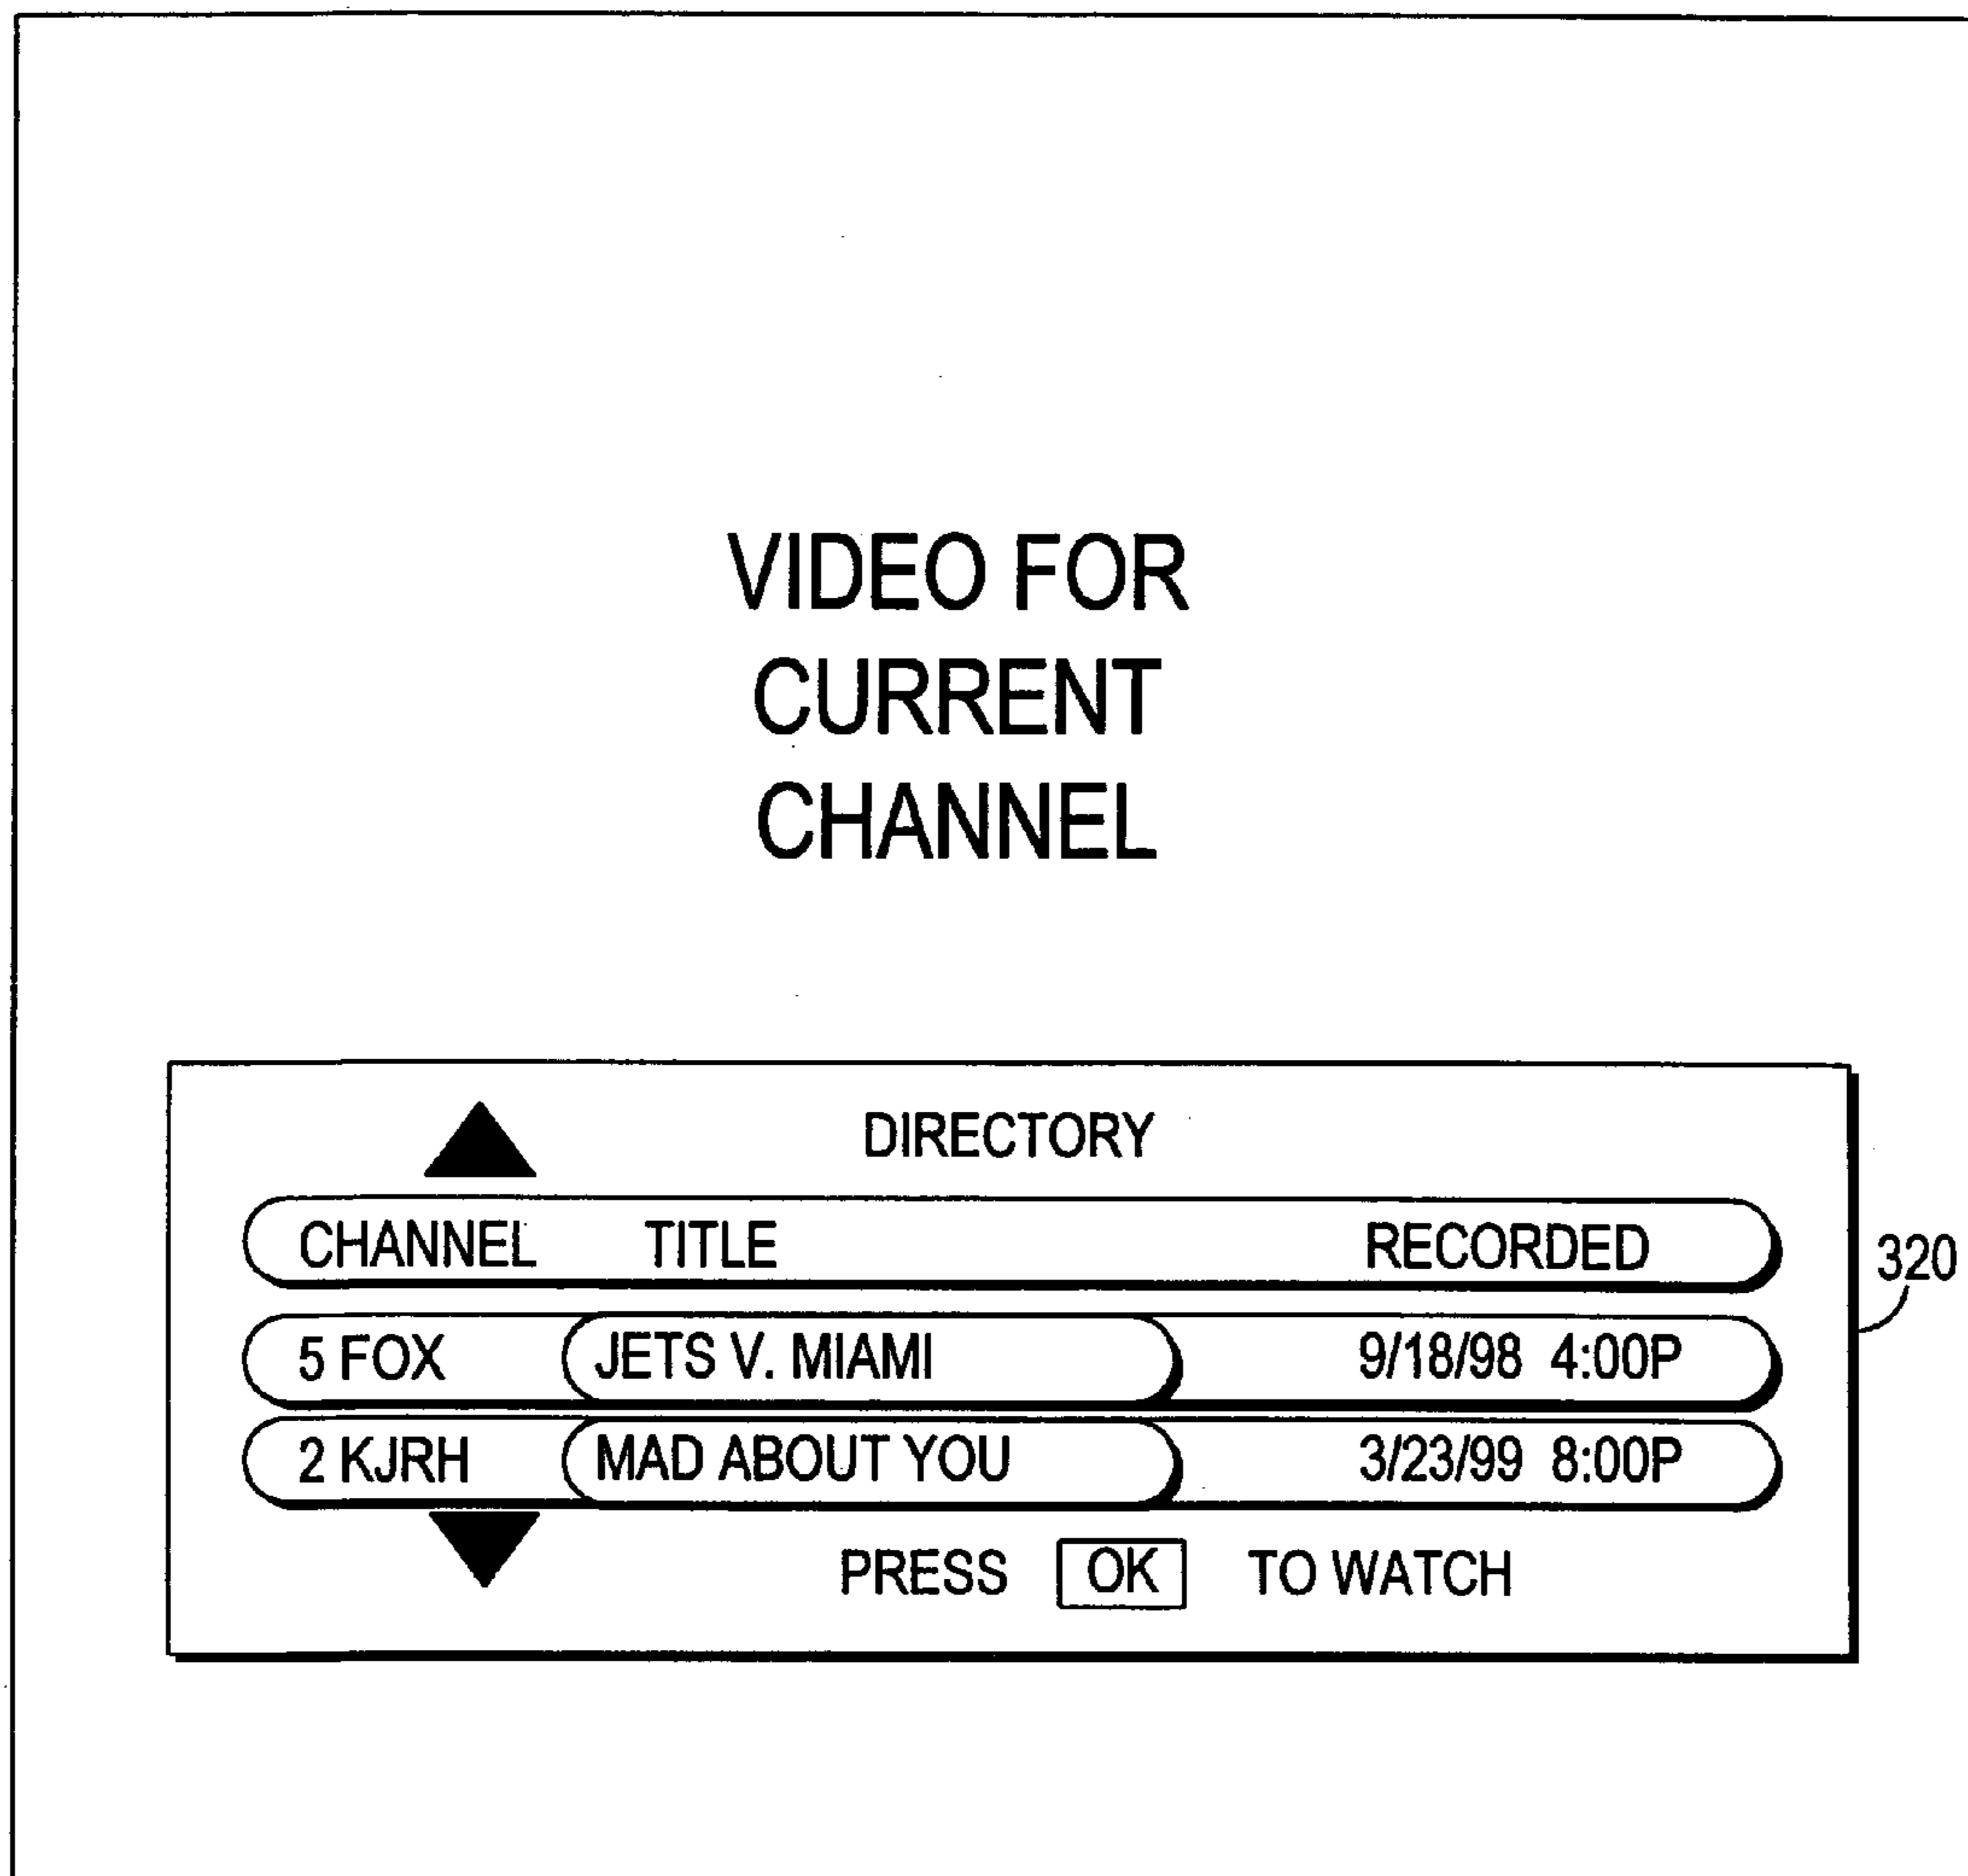 VIDEO FOR
CURRENT
CHANNEL
DIRECTORY
CHANNEL TITLE RECORDED
320
5 FOX JETS V. MIAMI 9/18/98 4:00P
2 KJRH MAD ABOUT YOU 3/23/99 8:00P
PRESS OK TO WATCH